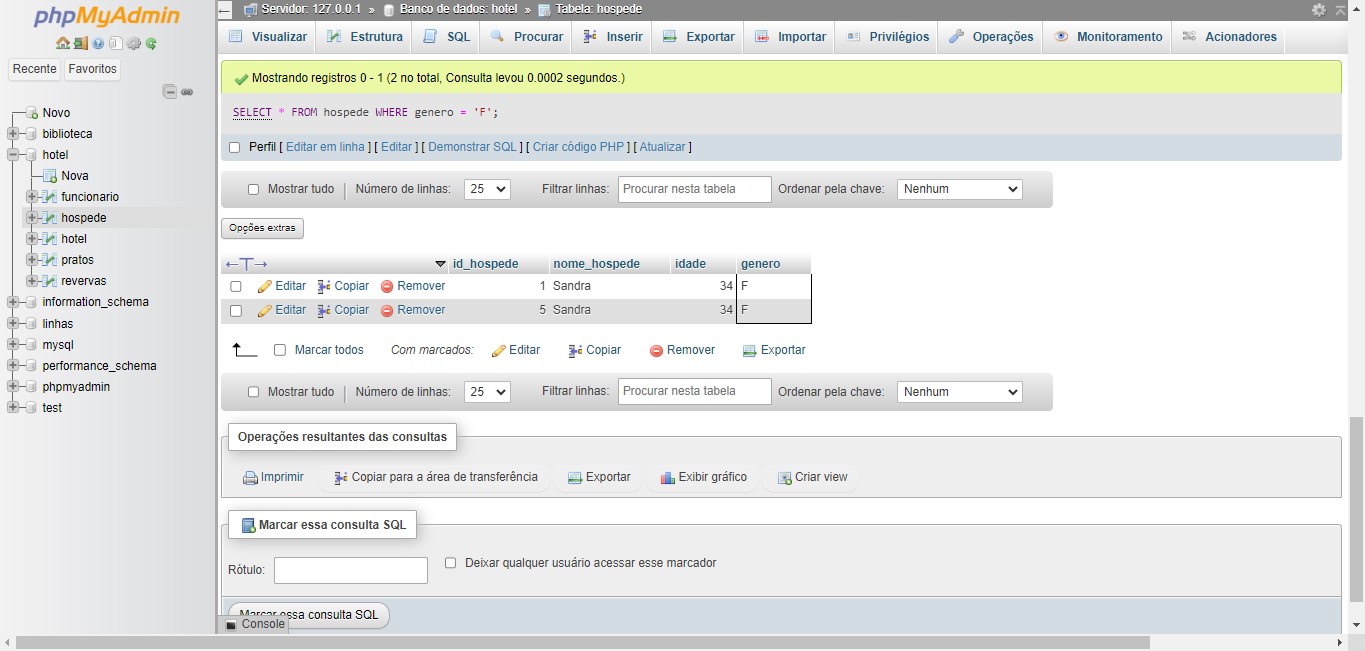 phpMyAdmin
Recente Favoritos
Novo
biblioteca
hotel
Nova
funcionario
hospede
hotel
pratos
revervas
information_schema
linhas
mysql
performance_schema
phpmyadmin
test
Servidor: 127.0.0.1 » Banco de dados: hotel » Tabela: hospede
Visualizar Estrutura SQL Procurar Inserir Exportar Importar Privilégios Operações Monitoramento Acionadores
Mostrando registros 0 - 1 (2 no total, Consulta levou 0.0002 segundos.)
SELECT * FROM hospede WHERE genero = 'F';
Perfil [ Editar em linha ] [ Editar ] [ Demonstrar SQL ] [ Criar código PHP ] [ Atualizar ]
Mostrar tudo Número de linhas: 25 Filtrar linhas: Procurar nesta tabela Ordenar pela chave: Nenhum
Opções extras
←T→ id_hospede nome_hospede idade genero
Editar Copiar Remover 1 Sandra 34 F
Editar Copiar Remover 5 Sandra 34 F
Marcar todos Com marcados: Editar Copiar Remover Exportar
Mostrar tudo Número de linhas: 25 Filtrar linhas: Procurar nesta tabela Ordenar pela chave: Nenhum
Operações resultantes das consultas
Imprimir Copiar para a área de transferência Exportar Exibir gráfico Criar view
Marcar essa consulta SQL
Rótulo: Deixar qualquer usuário acessar esse marcador
Marcar essa consulta SQL
Console